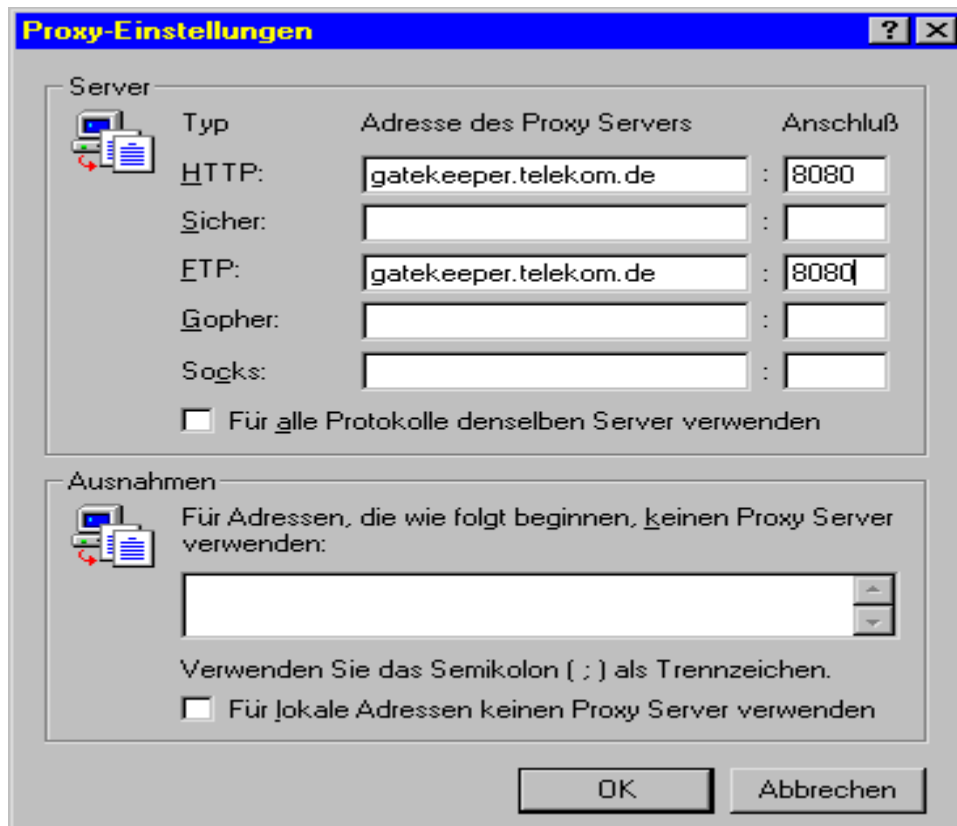 Proxy-Einstellungen
Server
Typ Adresse des Proxy Servers Anschluß
HTTP: gatekeeper.telekom.de : 8080
Sicher: :
FTP: gatekeeper.telekom.de : 8080
Gopher: :
Socks: :
Für alle Protokolle denselben Server verwenden
Ausnahmen
Für Adressen, die wie folgt beginnen, keinen Proxy Server
verwenden:
Verwenden Sie das Semikolon ( ; ) als Trennzeichen.
Für lokale Adressen keinen Proxy Server verwenden
OK Abbrechen